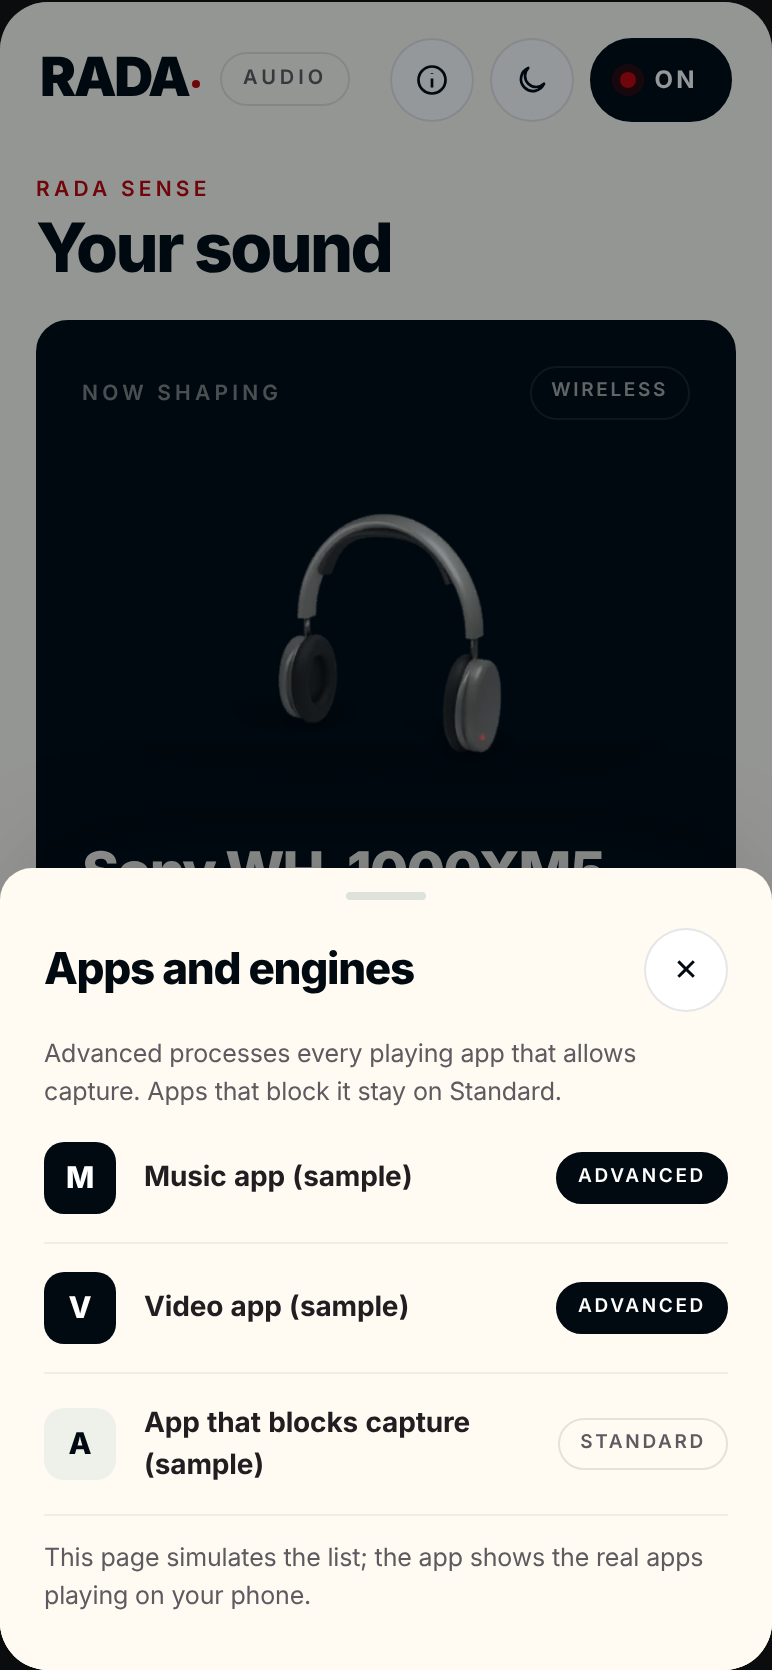 RADA.
AUDIO
ON
RADA SENSE
Your sound
NOW SHAPING
WIRELESS
Sony WH-1000XM5
Apps and engines
Advanced processes every playing app that allows
capture. Apps that block it stay on Standard.
M
Music app (sample)
ADVANCED
V
Video app (sample)
ADVANCED
A
App that blocks capture
(sample)
STANDARD
This page simulates the list; the app shows the real apps
playing on your phone.